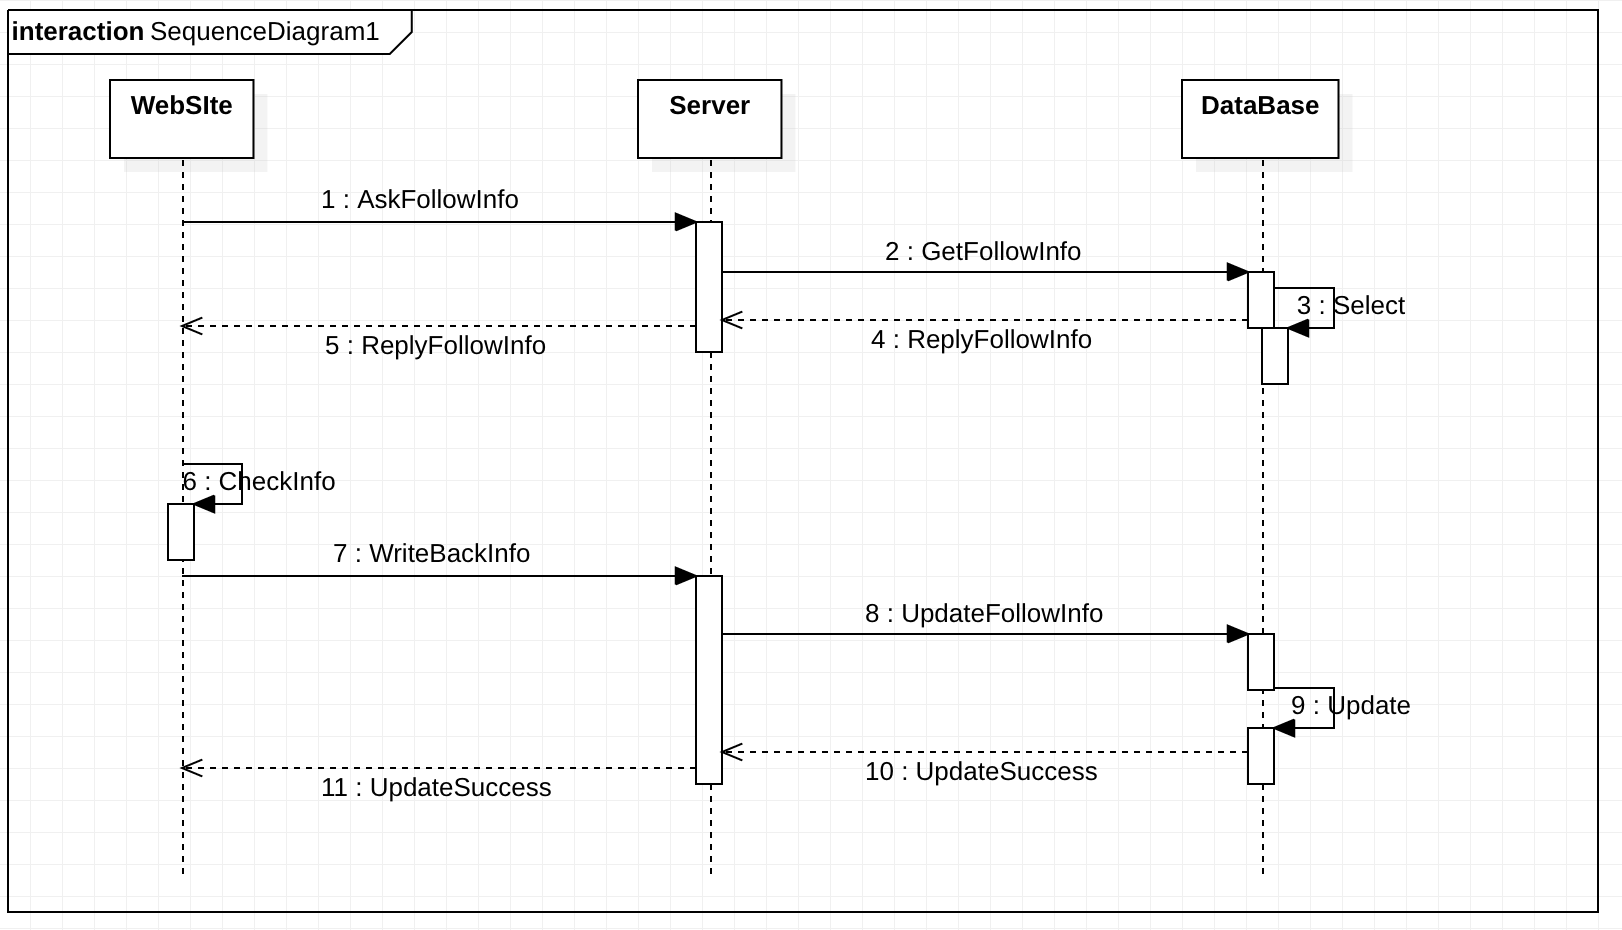 interaction SequenceDiagram1
WebSIte
Server
DataBase
1 : AskFollowInfo
2 : GetFollowInfo
3 : Select
4 : ReplyFollowInfo
5 : ReplyFollowInfo
6 : CheckInfo
7 : WriteBackInfo
8 : UpdateFollowInfo
9 : Update
10 : UpdateSuccess
11 : UpdateSuccess